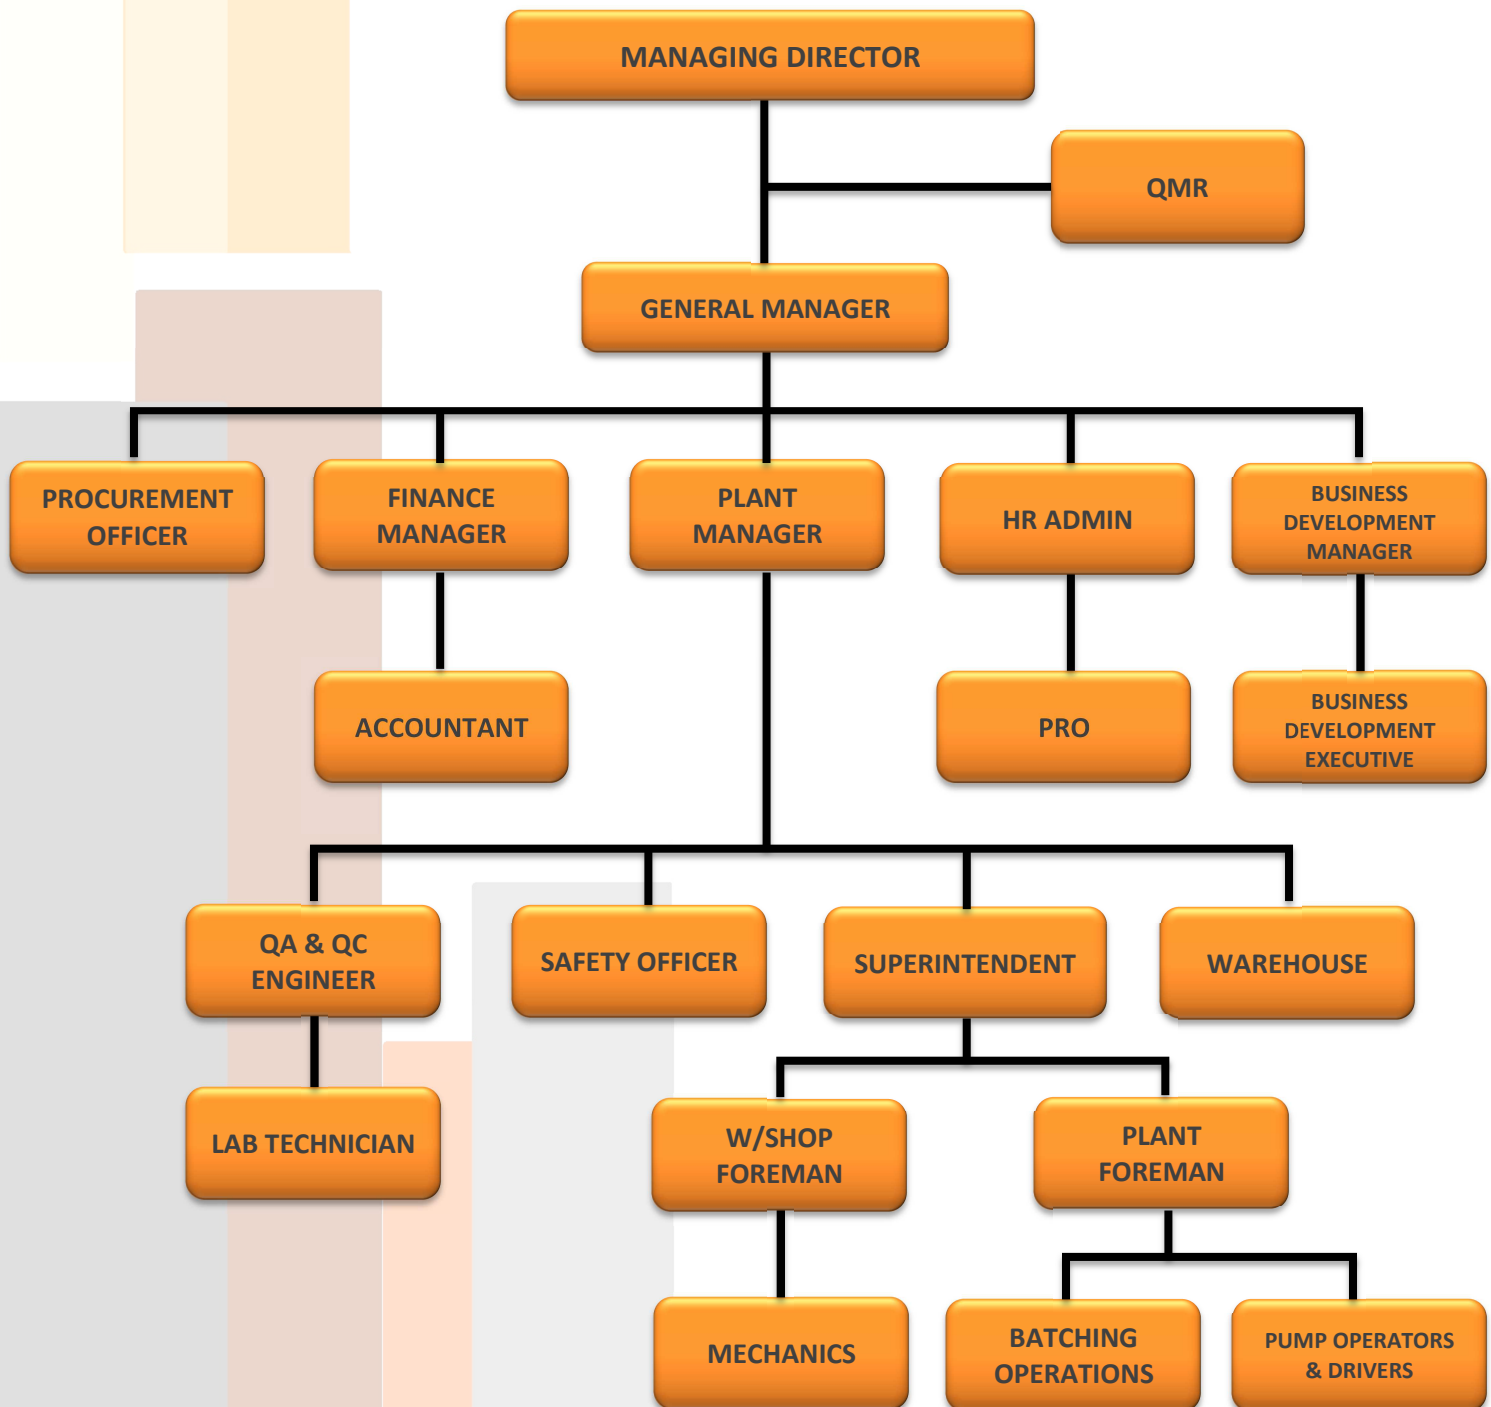 MANAGING DIRECTOR
QMR
GENERAL MANAGER
PROCUREMENT
OFFICER
FINANCE
MANAGER
PLANT
MANAGER
HR ADMIN
BUSINESS
DEVELOPMENT
MANAGER
ACCOUNTANT
PRO
BUSINESS
DEVELOPMENT
EXECUTIVE
QA & QC
ENGINEER
SAFETY OFFICER
SUPERINTENDENT
WAREHOUSE
LAB TECHNICIAN
W/SHOP
FOREMAN
PLANT
FOREMAN
MECHANICS
BATCHING
OPERATIONS
PUMP OPERATORS
& DRIVERS